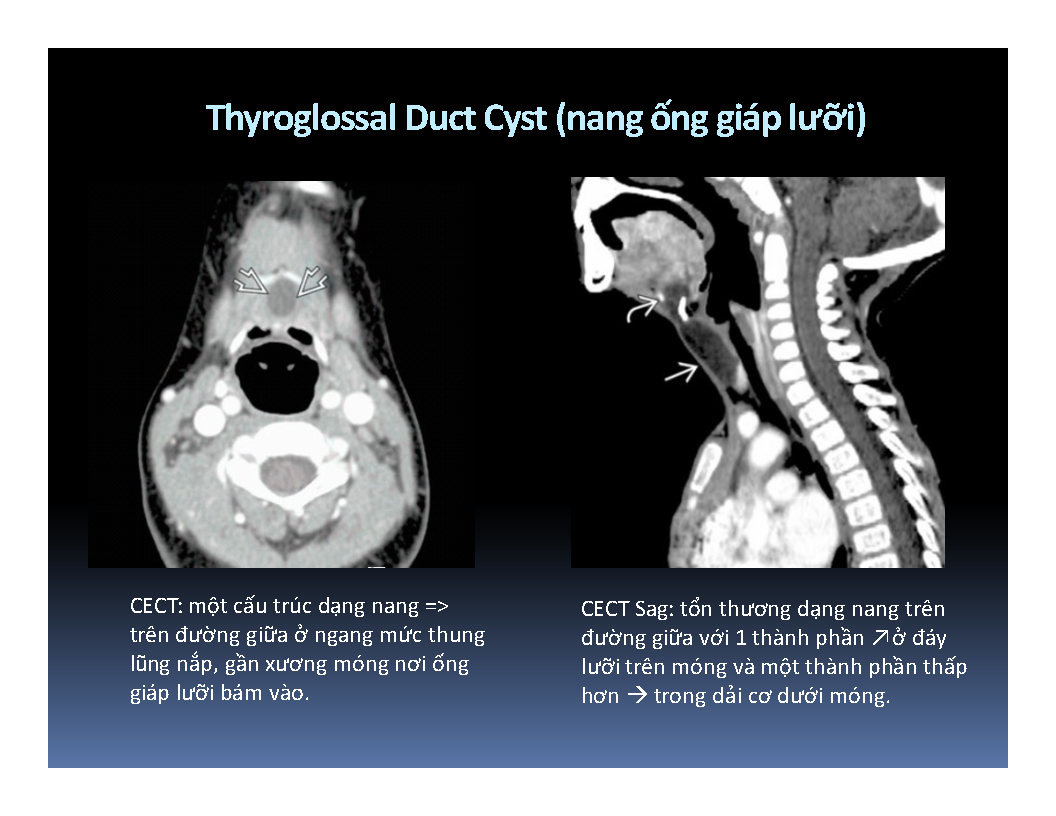 Thyroglossal Duct Cyst (nang ống giáp lưỡi)
CECT: một cấu trúc dạng nang =>
trên đường giữa ở ngang mức thung
lũng nắp, gần xương móng nơi ống
giáp lưỡi bám vào.
CECT Sag: tổn thương dạng nang trên
đường giữa với 1 thành phần ↗ở đáy
lưỡi trên móng và một thành phần thấp
hơn → trong dải cơ dưới móng.